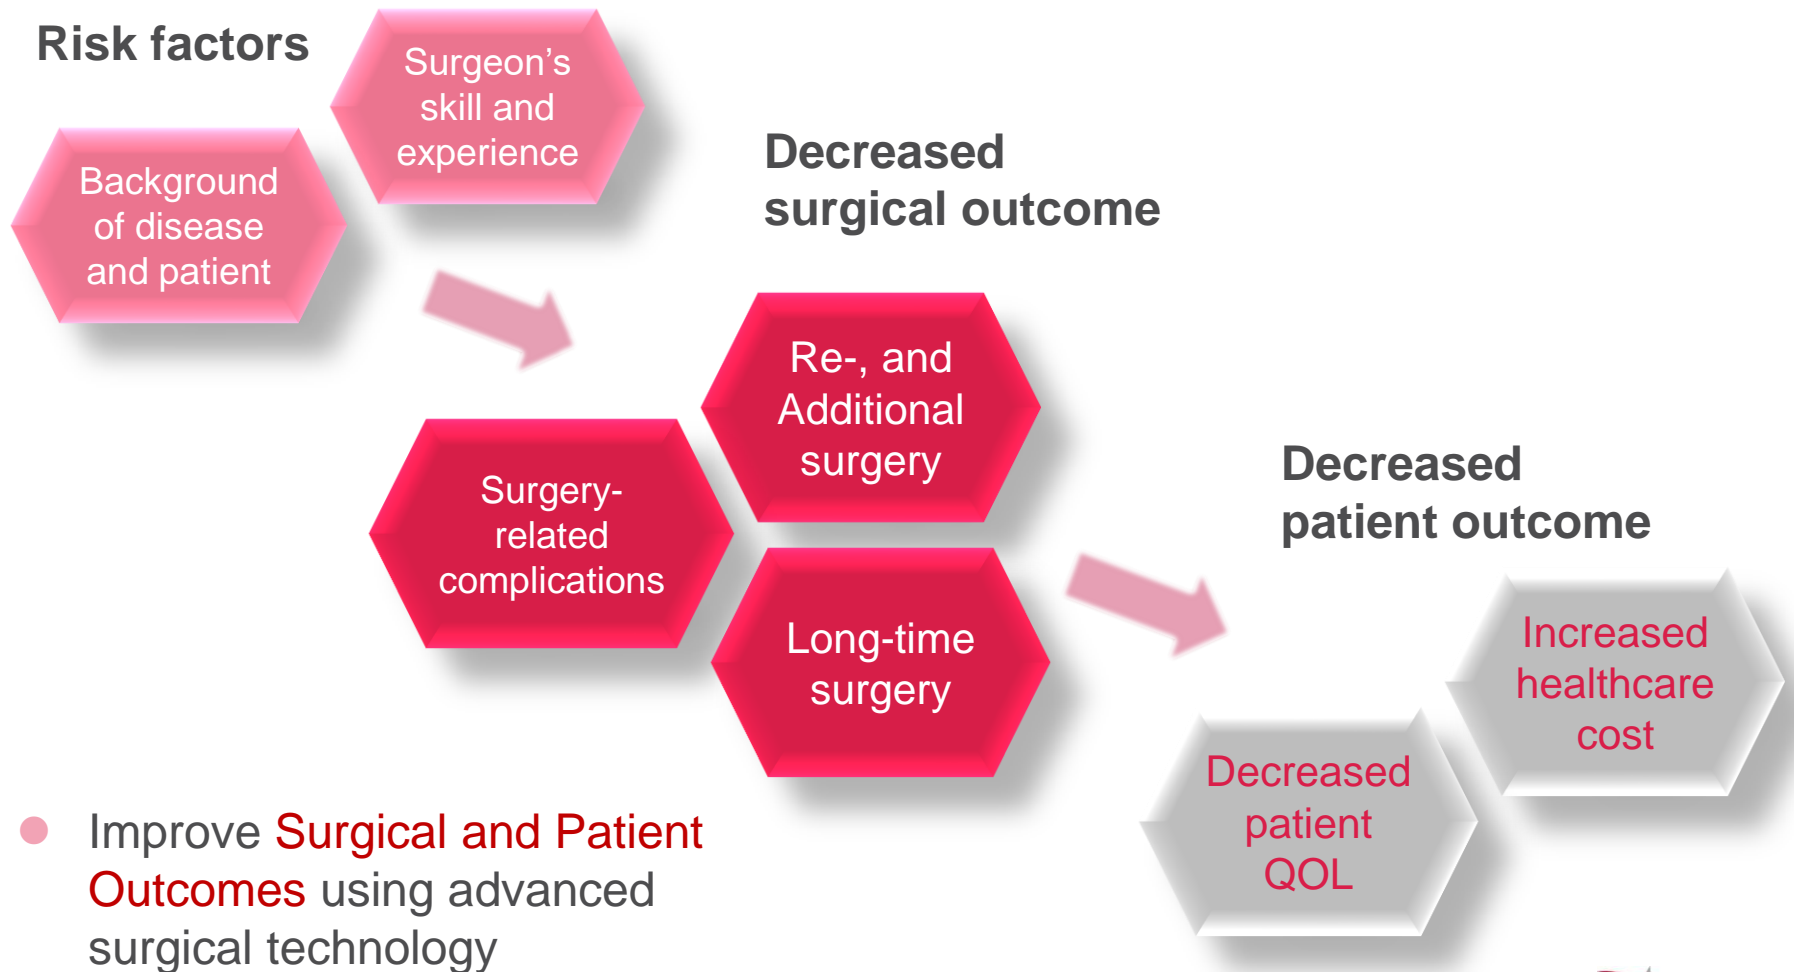 Risk factors
Surgeon’s
skill and
experience
Background
of disease
and patient
Decreased
surgical outcome
Re-, and
Additional
surgery
Surgery-
related
complications
Long-time
surgery
Decreased
patient outcome
Increased
healthcare
cost
Decreased
patient
QOL
Improve Surgical and Patient
Outcomes using advanced
surgical technology